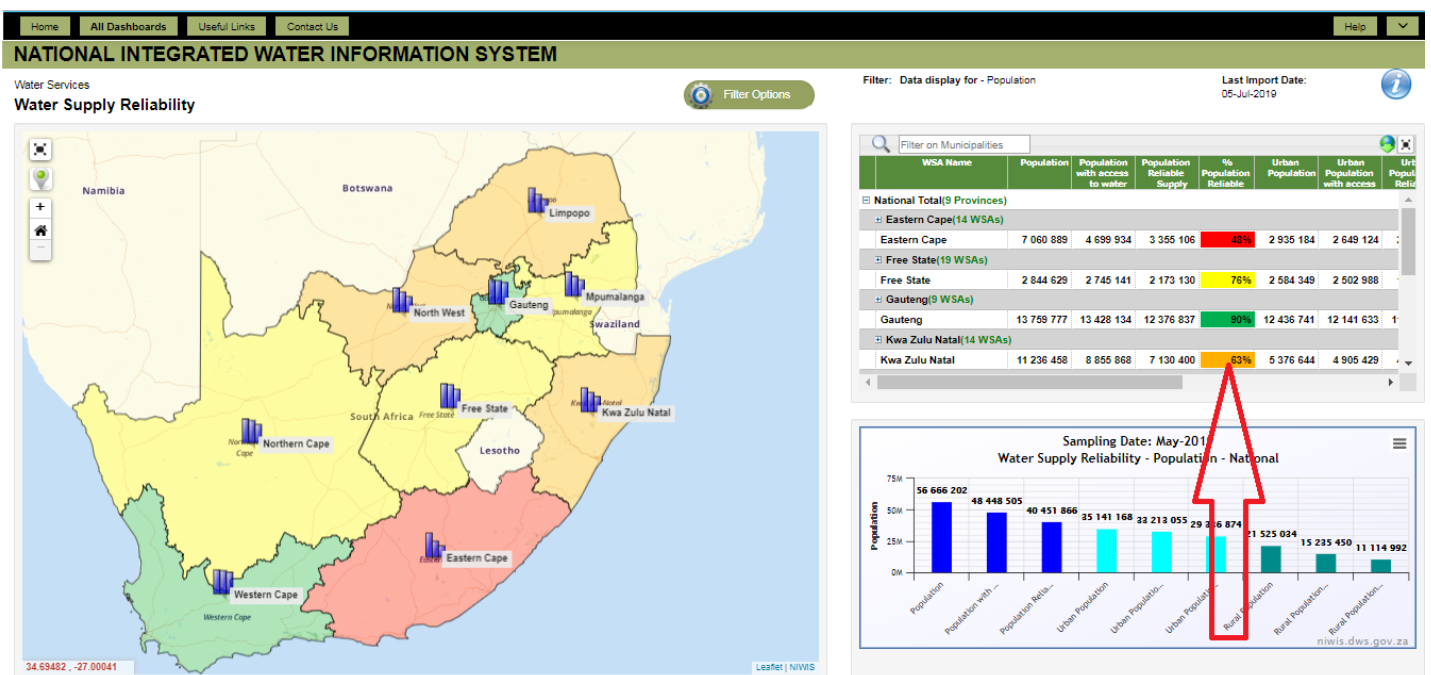 Home All Dashboards Useful Links Contact Us Help
NATIONAL INTEGRATED WATER INFORMATION SYSTEM
Water Services
Water Supply Reliability
Filter Options
Filter: Data display for - Population
Last Import Date:
05-Jul-2019
Namibia
Botswana
Limpopo
Mpumalanga
Gauteng
North West
Swaziland
South Africa
Free State
Free State
Kwa Zulu Natal
Northern Cape
Cape
Lesotho
Eastern Cape
Western Cape
Western Cape
34.69482 , -27.00041
Leaflet | NIWIS
Filter on Municipalities
WSA Name Population Population with access to water Population Reliable Supply % Population Reliable Urban Population Urban Population with access
National Total(9 Provinces)
Eastern Cape(14 WSAs)
Eastern Cape 7 060 889 4 699 934 3 355 106 48% 2 935 184 2 649 124
Free State(19 WSAs)
Free State 2 844 629 2 745 141 2 173 130 76% 2 584 349 2 502 988
Gauteng(9 WSAs)
Gauteng 13 759 777 13 428 134 12 376 837 90% 12 436 741 12 141 633
Kwa Zulu Natal(14 WSAs)
Kwa Zulu Natal 11 236 458 8 855 868 7 130 400 63% 5 376 644 4 905 429
Sampling Date: May-201
Water Supply Reliability - Population - National
Population
75M
50M
25M
0M
56 666 202
48 448 505
40 451 866
35 141 168
33 213 055
21 525 034
15 235 450
11 114 992
Population
Population with ...
Population Relia...
Urban Population
Urban Populatio...
Urban Populatio...
Rural Population
Rural Population...
Rural Population...
niwis.dws.gov.za